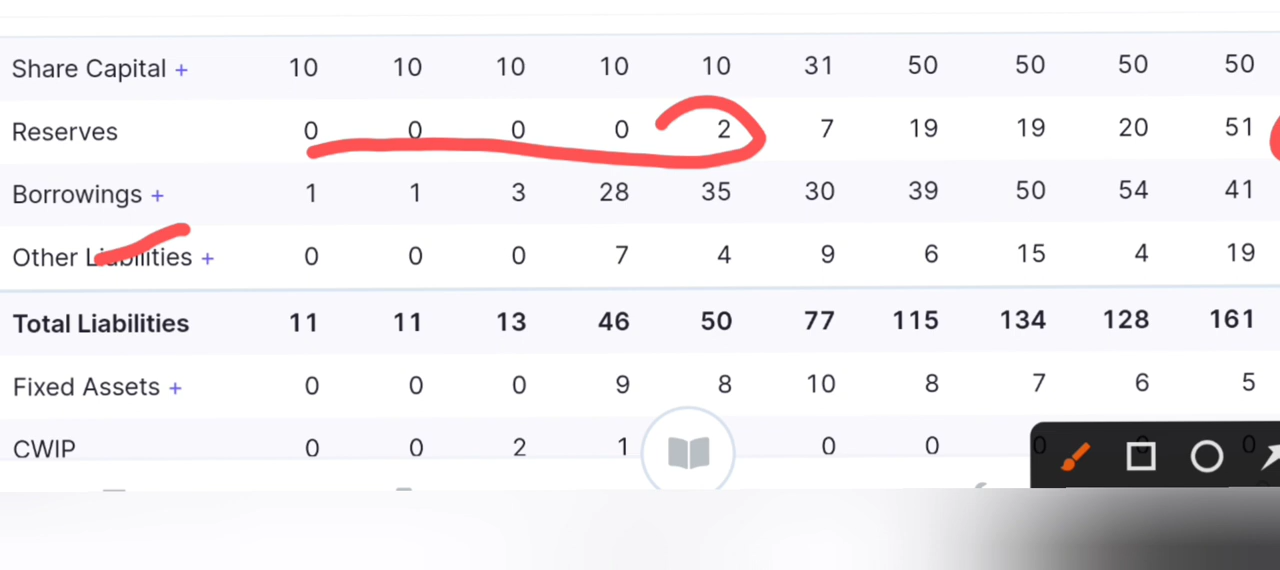 Share Capital + 10 10 10 10 10 31 50 50 50 50
Reserves 0 0 0 0 2 7 19 19 20 51
Borrowings + 1 1 3 28 35 30 39 50 54 41
Other Liabilities + 0 0 0 7 4 9 6 15 4 19
Total Liabilities 11 11 13 46 50 77 115 134 128 161
Fixed Assets + 0 0 0 9 8 10 8 7 6 5
CWIP 0 0 2 1 0 0 0 0 0